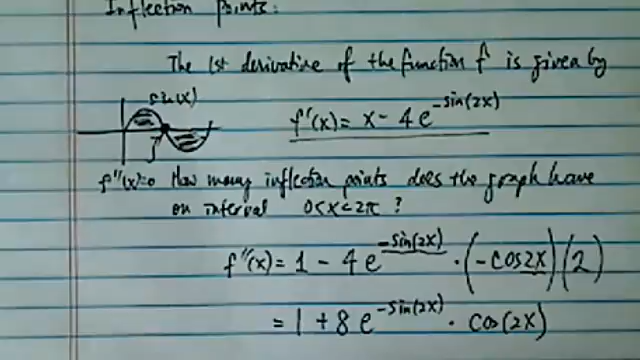 Inflection Points:
The 1st derivative of the function f is given by
sin(x)
f'(x) = x - 4e^{-sin(2x)}
f''(x)=0 How many inflection points does the graph have
on interval 0<x<2π ?
f''(x) = 1 - 4e^{-sin(2x)} · (-cos2x)(2)
= 1 + 8e^{-sin(2x)} · cos(2x)